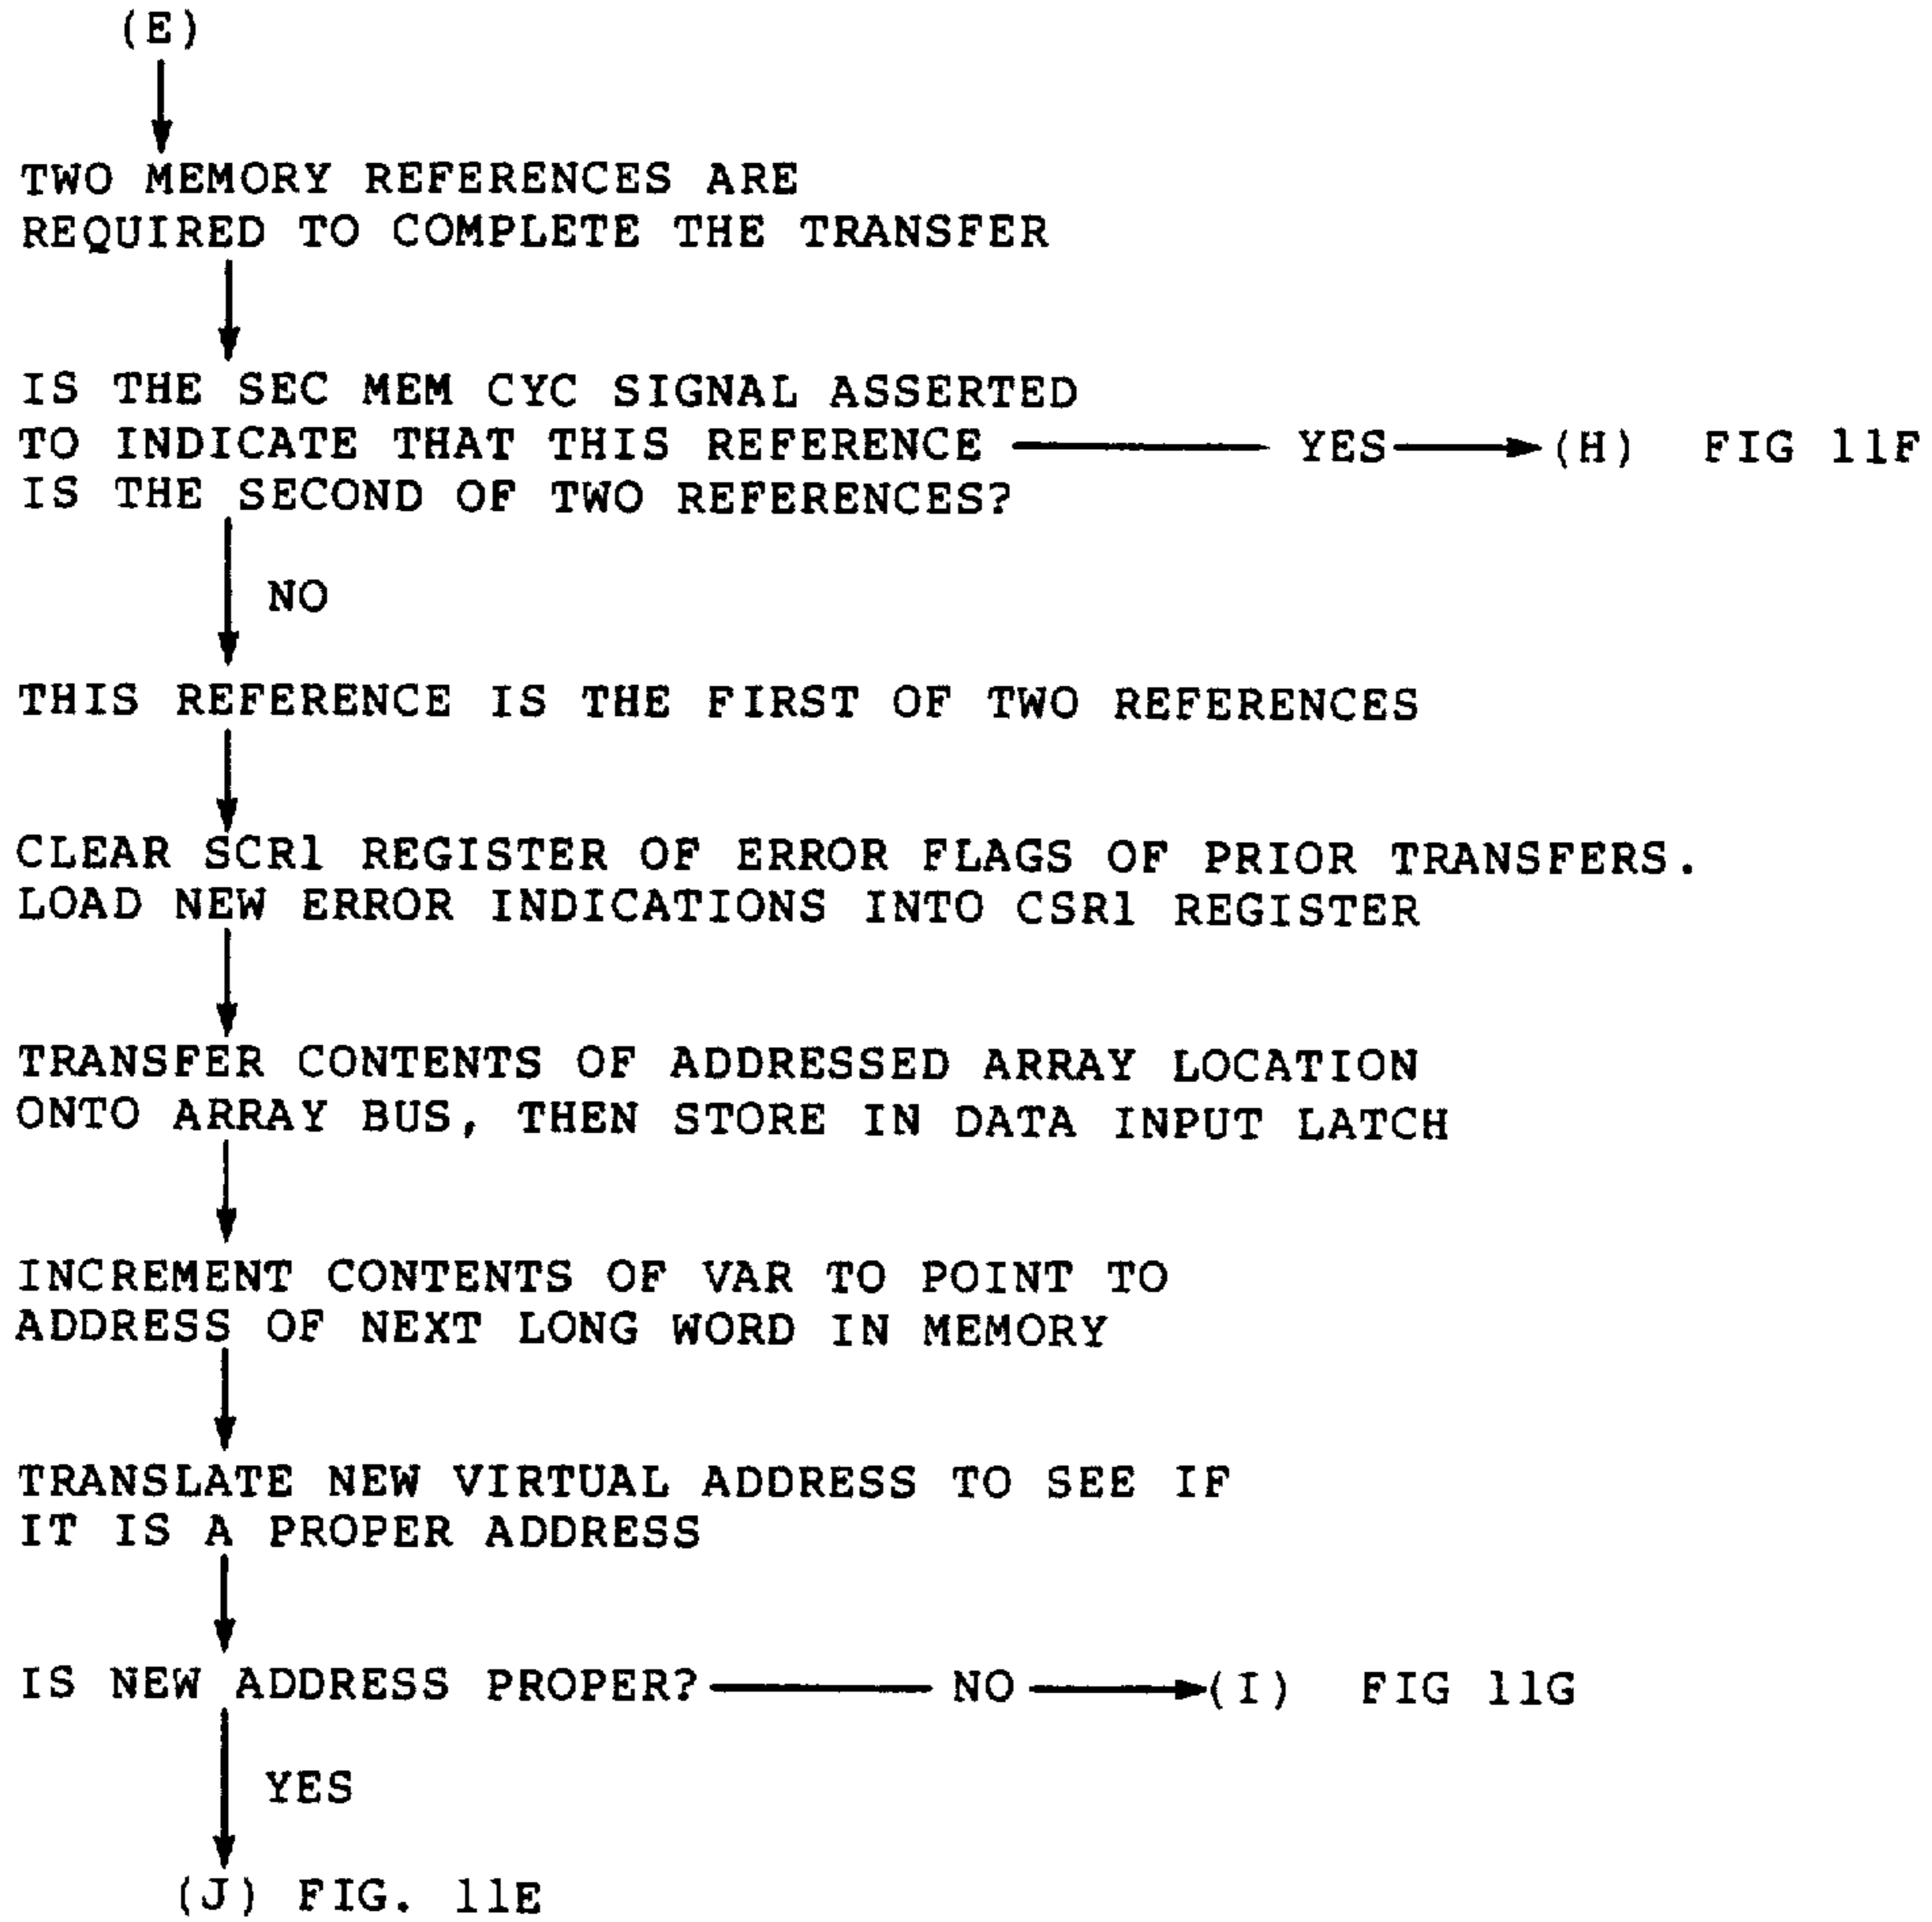 (E)
TWO MEMORY REFERENCES ARE
REQUIRED TO COMPLETE THE TRANSFER
IS THE SEC MEM CYC SIGNAL ASSERTED
TO INDICATE THAT THIS REFERENCE YES (H) FIG 11F
IS THE SECOND OF TWO REFERENCES?
NO
THIS REFERENCE IS THE FIRST OF TWO REFERENCES
CLEAR SCR1 REGISTER OF ERROR FLAGS OF PRIOR TRANSFERS.
LOAD NEW ERROR INDICATIONS INTO CSR1 REGISTER
TRANSFER CONTENTS OF ADDRESSED ARRAY LOCATION
ONTO ARRAY BUS, THEN STORE IN DATA INPUT LATCH
INCREMENT CONTENTS OF VAR TO POINT TO
ADDRESS OF NEXT LONG WORD IN MEMORY
TRANSLATE NEW VIRTUAL ADDRESS TO SEE IF
IT IS A PROPER ADDRESS
IS NEW ADDRESS PROPER? NO (I) FIG 11G
YES
(J) FIG. 11E